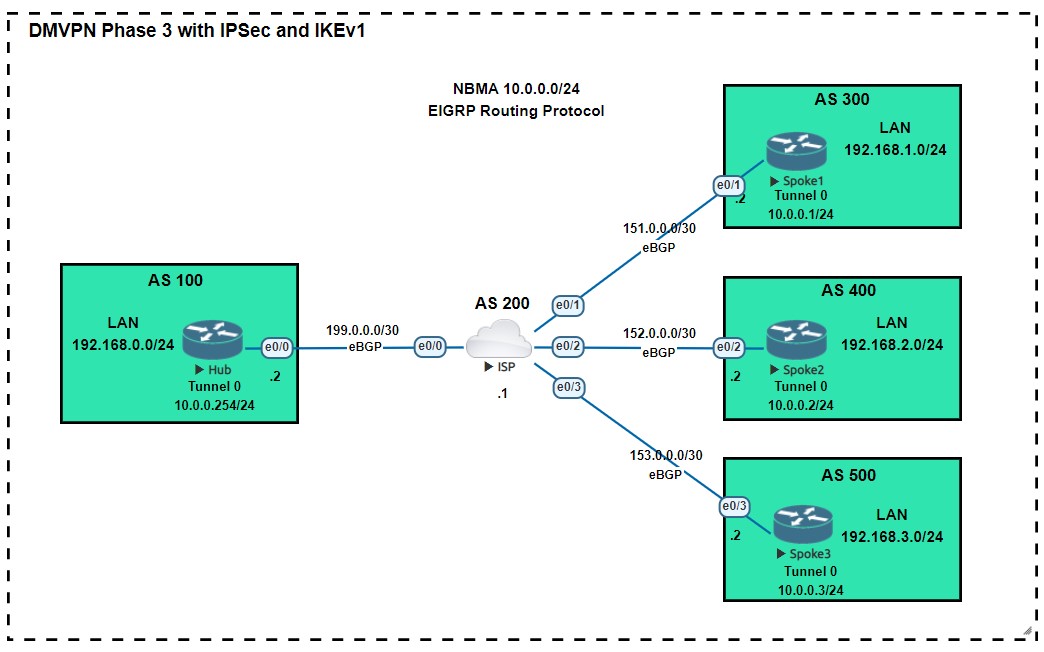 DMVPN Phase 3 with IPSec and IKEv1
NBMA 10.0.0.0/24
EIGRP Routing Protocol
AS 100
LAN
192.168.0.0/24
Hub
Tunnel 0
10.0.0.254/24
e0/0
.2
199.0.0.0/30
eBGP
e0/0
AS 200
ISP
.1
e0/1
e0/2
e0/3
151.0.0.0/30
eBGP
152.0.0.0/30
eBGP
153.0.0.0/30
eBGP
AS 300
LAN
192.168.1.0/24
e0/1
.2
Spoke1
Tunnel 0
10.0.0.1/24
AS 400
LAN
192.168.2.0/24
e0/2
.2
Spoke2
Tunnel 0
10.0.0.2/24
AS 500
LAN
192.168.3.0/24
e0/3
.2
Spoke3
Tunnel 0
10.0.0.3/24